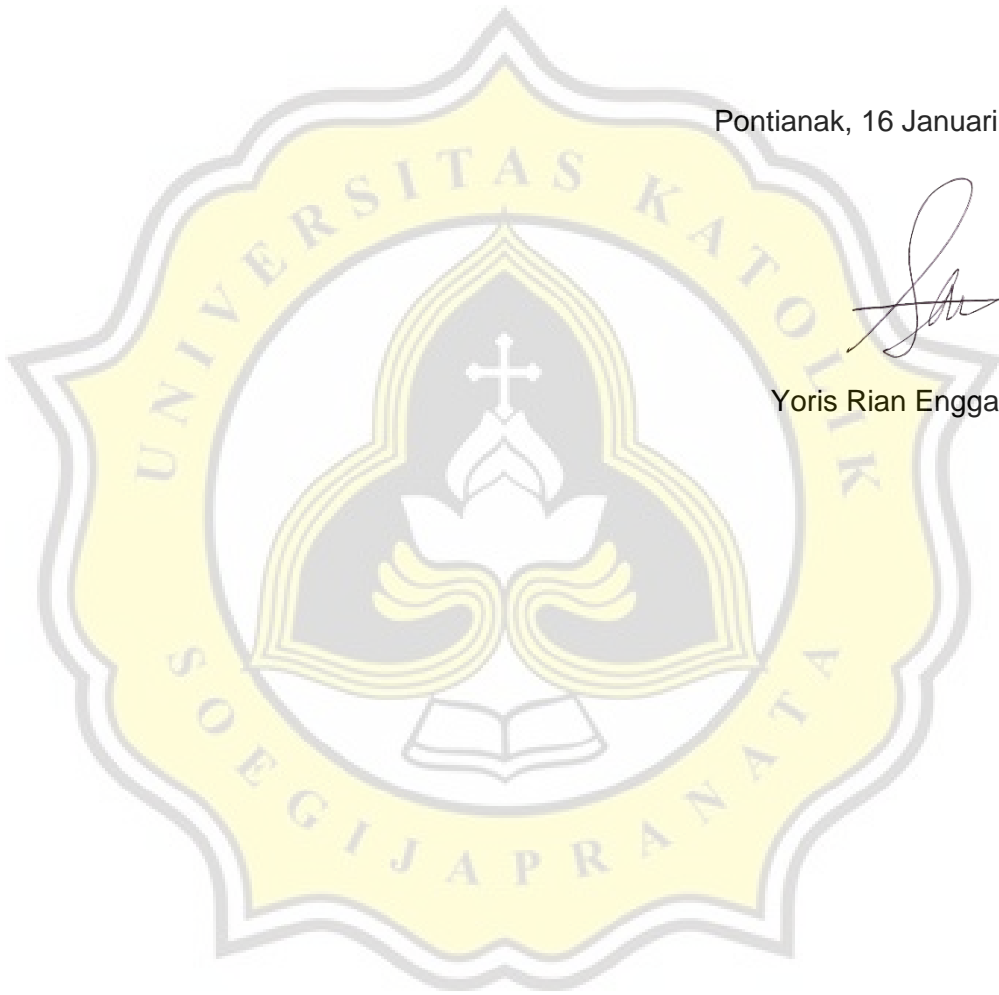 Pontianak, 16 Januari
Yoris Rian Engga
UNIVERSITAS KATOLIK
SOEGIJAPRANATA